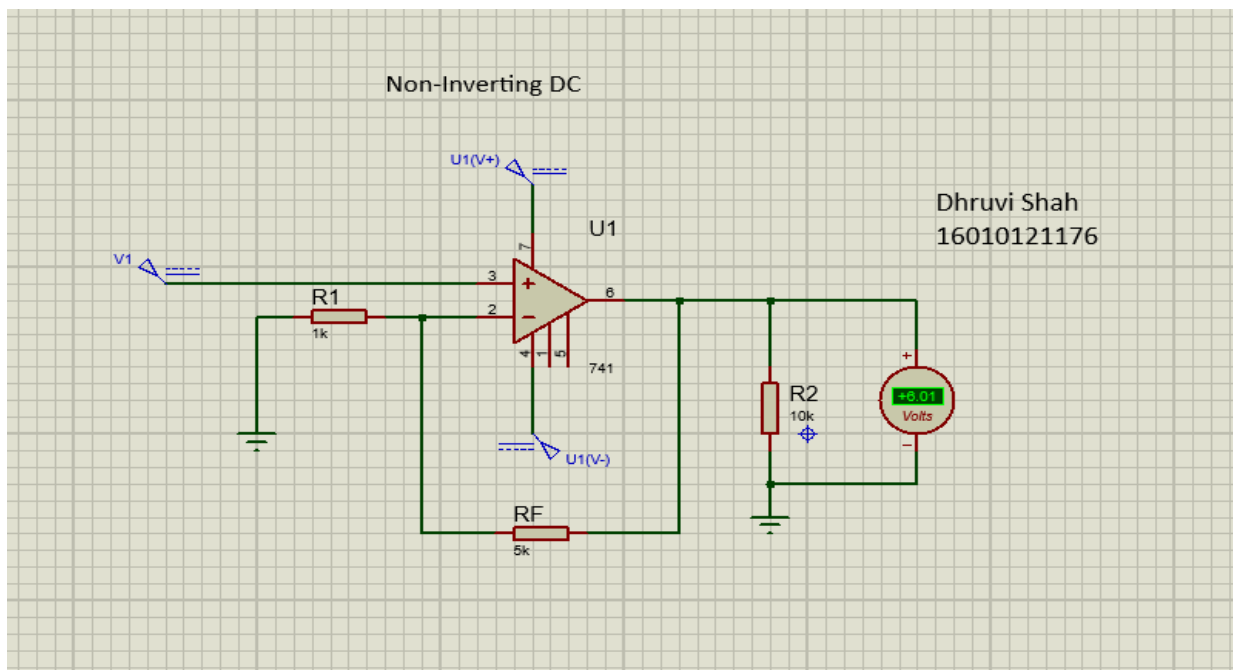 Non-Inverting DC
U1(V+)
Dhruvi Shah
16010121176
U1
7
V1
3
+
6
R1
2
−
1k
4
1
5
741
+
R2
+6.01
10k
Volts
−
U1(V-)
RF
5k